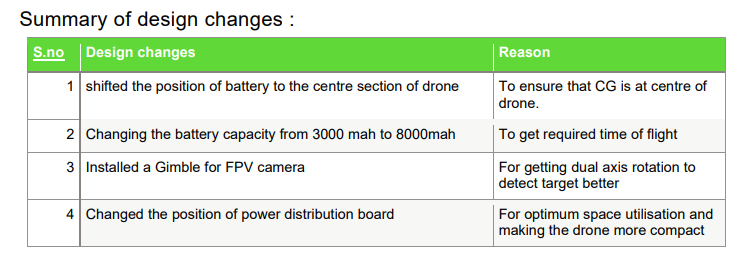 Summary of design changes :
S.no Design changes Reason
1 shifted the position of battery to the centre section of drone To ensure that CG is at centre of
drone.
2 Changing the battery capacity from 3000 mah to 8000mah To get required time of flight
3 Installed a Gimble for FPV camera For getting dual axis rotation to
detect target better
4 Changed the position of power distribution board For optimum space utilisation and
making the drone more compact